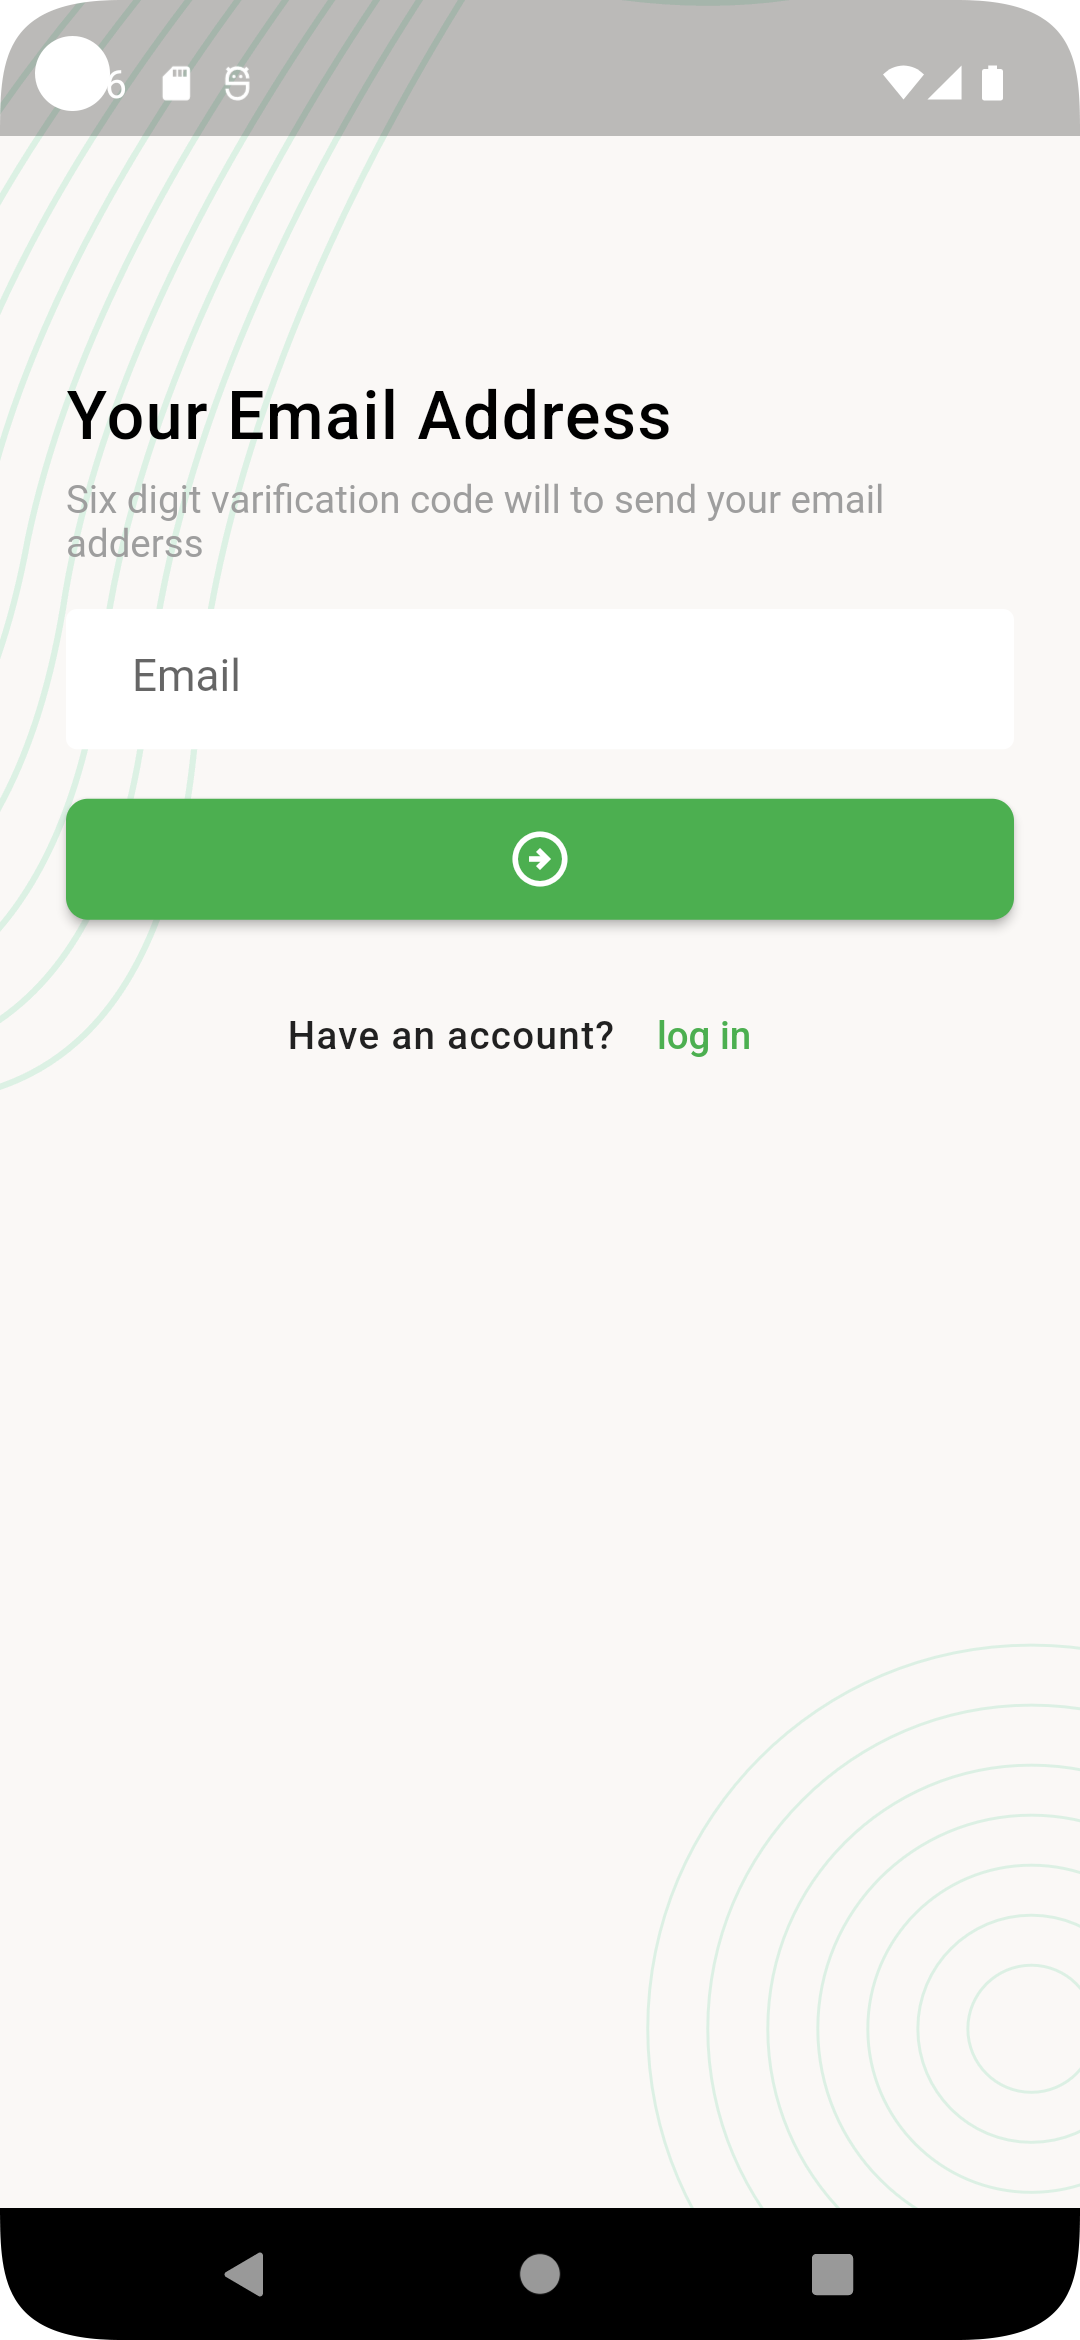 6
Your Email Address
Six digit varification code will to send your email
adderss
Email
Have an account? log in